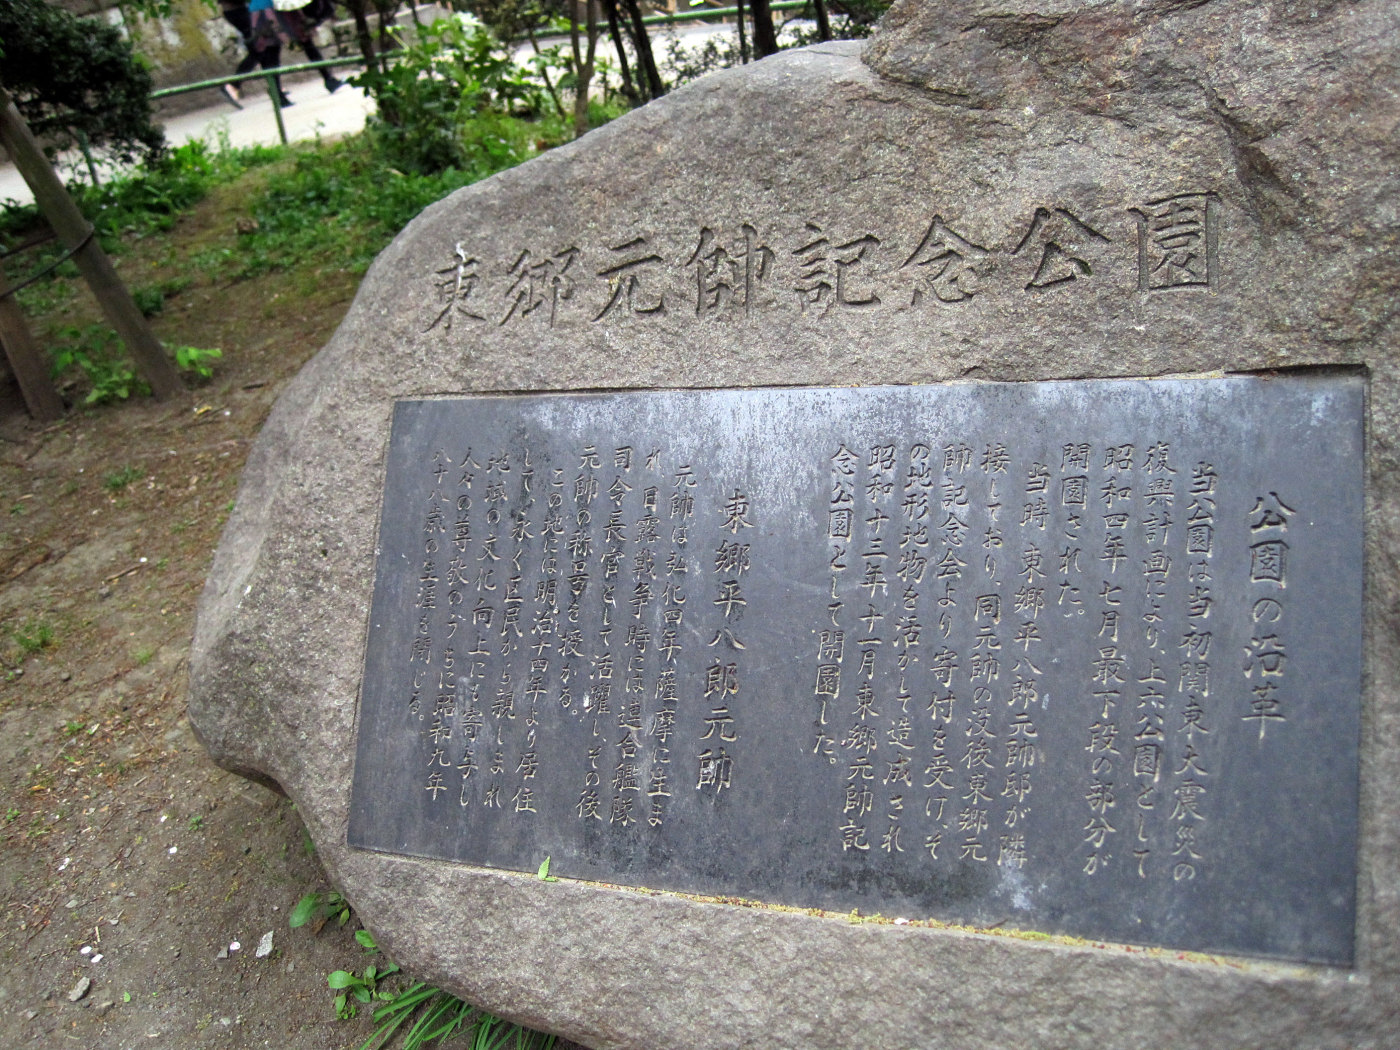 東郷元帥記念公園
公園の沿革
当公園は当初関東大震災の
復興計画により、上六公園として
昭和四年七月最下段の部分が
開園された。
当時東郷平八郎元帥邸が隣
接しており、同元帥の没後東郷元
帥記念会より寄付を受け、そ
の地形地物を活かして造成され
昭和十三年十一月東郷元帥記
念公園として開園した。
東郷平八郎元帥
元帥は弘化四年、薩摩に生ま
れ日露戦争時には連合艦隊
司令長官として活躍し、その後
元帥の称号を授かる。
この地には明治十四年より居住
して、永く区民から親しまれ
地域の文化向上にも寄与し
人々の尊敬のうちに昭和九年
八十八歳の生涯を閉じる。